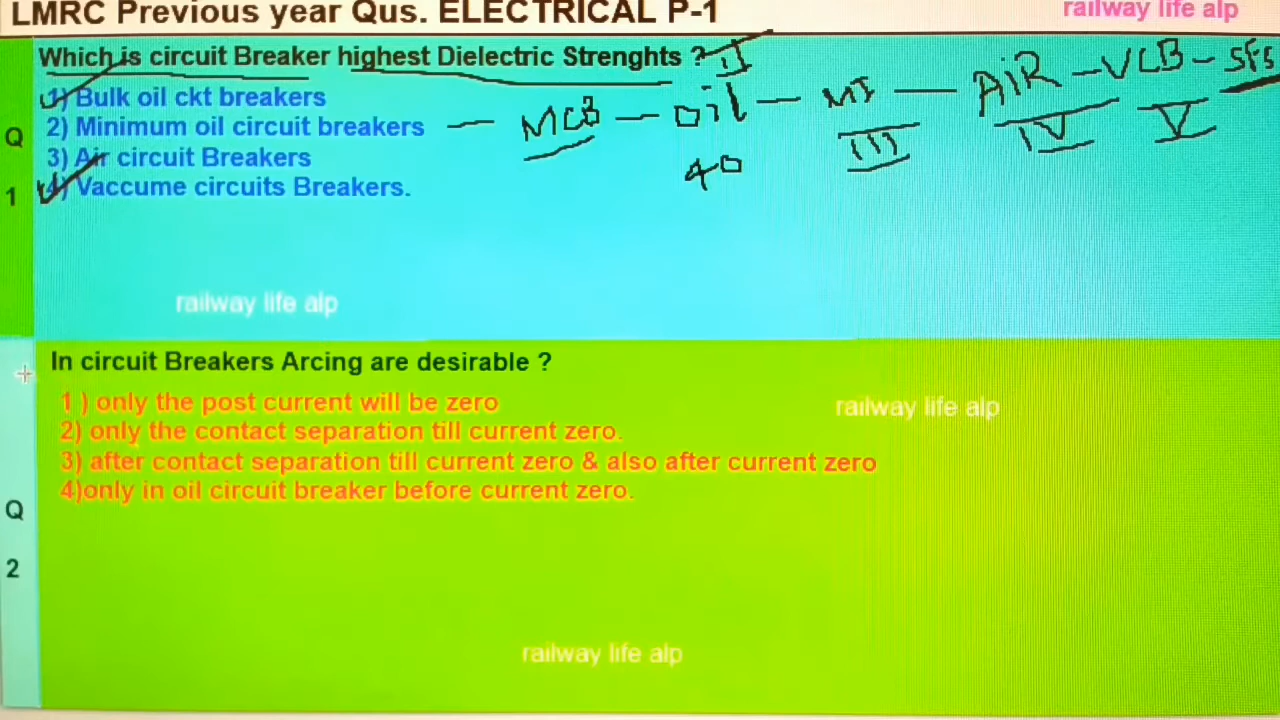 LMRC Previous year Qus. ELECTRICAL P-1
railway life alp
Which is circuit Breaker highest Dielectric Strenghts ?
II
1) Bulk oil ckt breakers
2) Minimum oil circuit breakers
3) Air circuit Breakers
4) Vaccume circuits Breakers.
— MCB — Oil — MI — AiR — VLB — SF6
40 III IV V
Q
1
railway life alp
In circuit Breakers Arcing are desirable ?
1 ) only the post current will be zero
railway life alp
2) only the contact separation till current zero.
3) after contact separation till current zero & also after current zero
4)only in oil circuit breaker before current zero.
Q
2
railway life alp